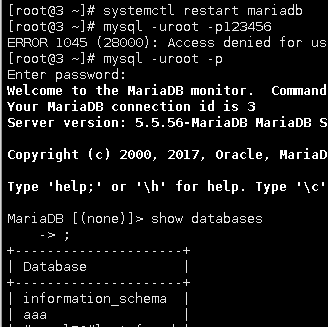 [root@3 ~]# systemctl restart mariadb
[root@3 ~]# mysql -uroot -p123456
ERROR 1045 (28000): Access denied for us
[root@3 ~]# mysql -uroot -p
Enter password:
Welcome to the MariaDB monitor.  Command
Your MariaDB connection id is 3
Server version: 5.5.56-MariaDB MariaDB S

Copyright (c) 2000, 2017, Oracle, MariaD

Type 'help;' or '\h' for help. Type '\c'

MariaDB [(none)]> show databases
    -> ;
+--------------------+
| Database           |
+--------------------+
| information_schema |
| aaa                |